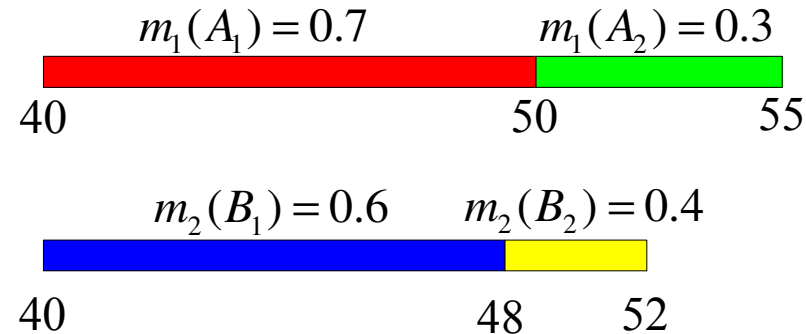 m₁(A₁) = 0.7 m₁(A₂) = 0.3
40 50 55
m₂(B₁) = 0.6 m₂(B₂) = 0.4
40 48 52